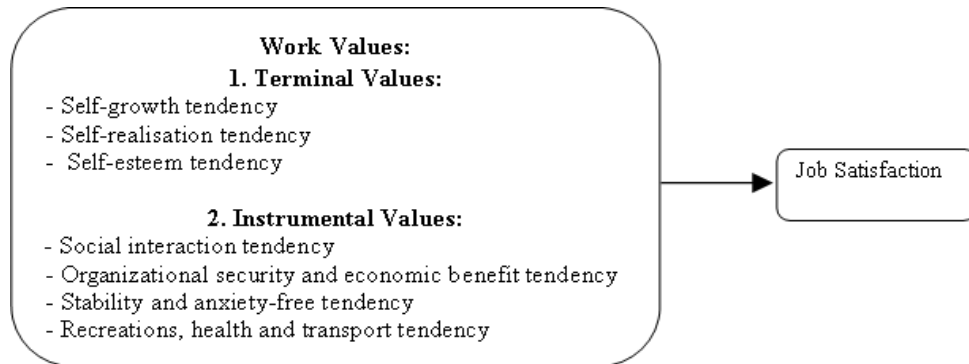 Work Values:
1. Terminal Values:
- Self-growth tendency
- Self-realisation tendency
- Self-esteem tendency
2. Instrumental Values:
- Social interaction tendency
- Organizational security and economic benefit tendency
- Stability and anxiety-free tendency
- Recreations, health and transport tendency
Job Satisfaction